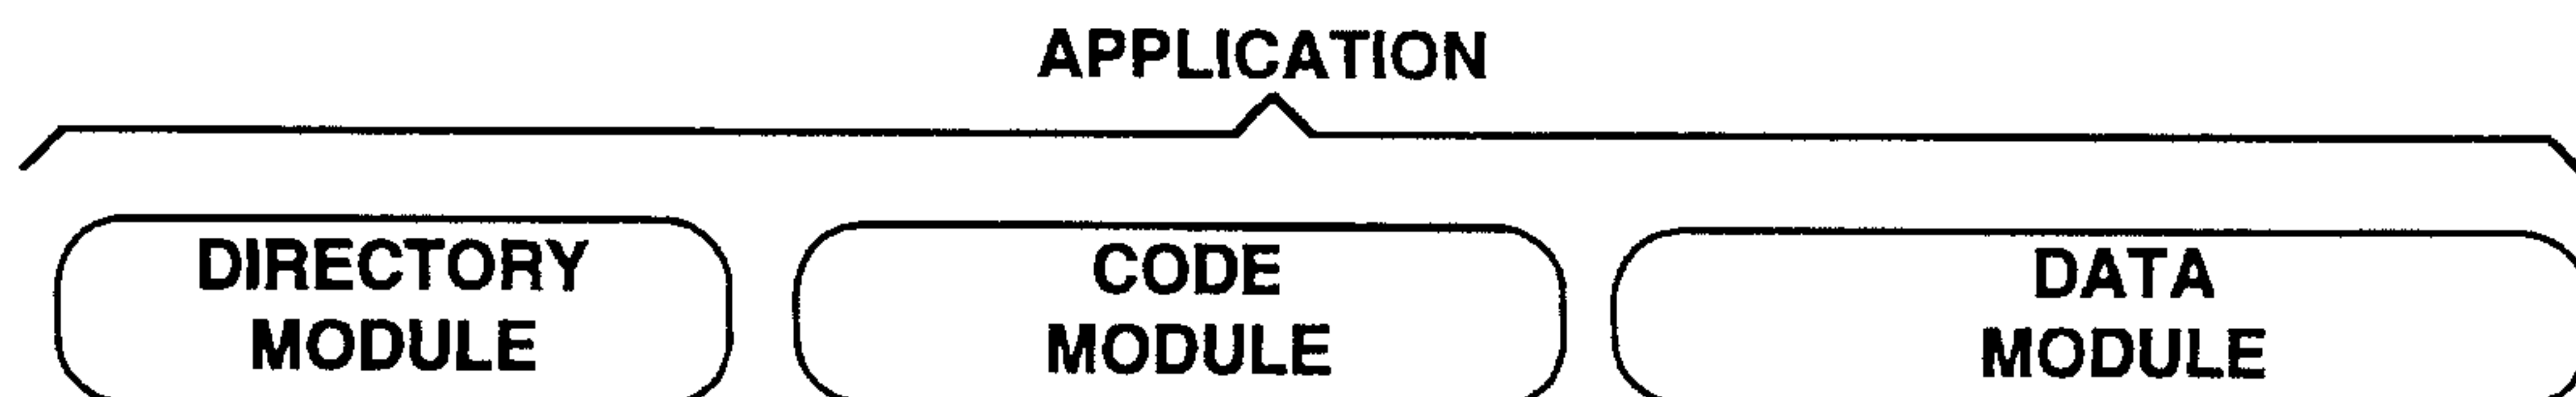 APPLICATION
DIRECTORY
MODULE
CODE
MODULE
DATA
MODULE